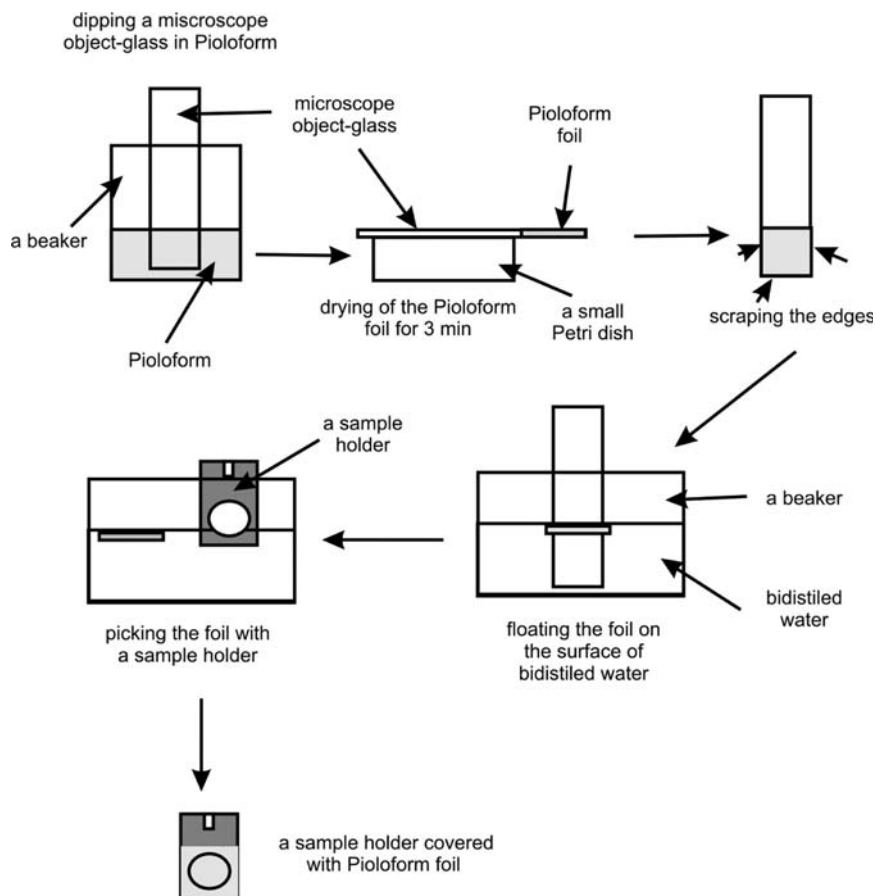 dipping a miscroscope
object-glass in Pioloform
microscope
object-glass
Pioloform
foil
a beaker
Pioloform
drying of the Pioloform
foil for 3 min
a small
Petri dish
scraping the edges
a sample
holder
a beaker
bidistiled
water
picking the foil with
a sample holder
floating the foil on
the surface of
bidistiled water
a sample holder covered
with Pioloform foil